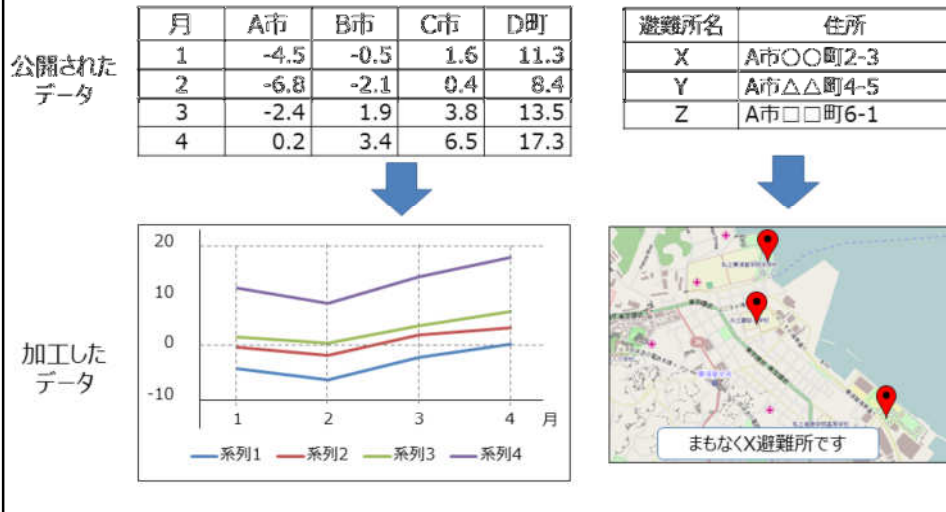 公開された
データ
月 A市 B市 C市 D町
1 -4.5 -0.5 1.6 11.3
2 -6.8 -2.1 0.4 8.4
3 -2.4 1.9 3.8 13.5
4 0.2 3.4 6.5 17.3
避難所名 住所
X A市○○町2-3
Y A市△△町4-5
Z A市□□町6-1
加工した
データ
20
10
0
-10
1 2 3 4 月
系列1 系列2 系列3 系列4
まもなくX避難所です